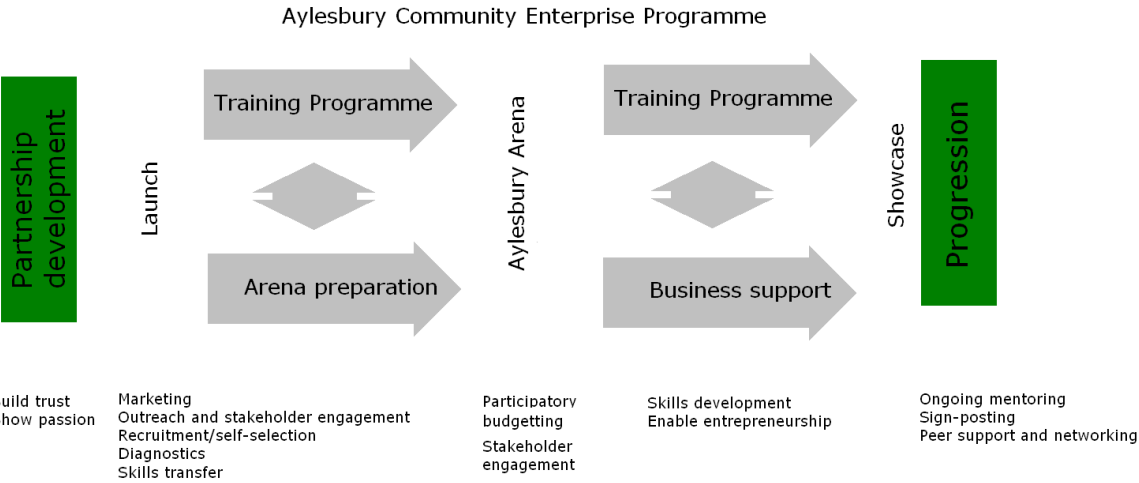 Aylesbury Community Enterprise Programme
Partnership
development
Launch
Training Programme
Arena preparation
Aylesbury Arena
Training Programme
Business support
Showcase
Progression
uild trust
how passion
Marketing
Outreach and stakeholder engagement
Recruitment/self-selection
Diagnostics
Skills transfer
Participatory
budgetting
Stakeholder
engagement
Skills development
Enable entrepreneurship
Ongoing mentoring
Sign-posting
Peer support and networking